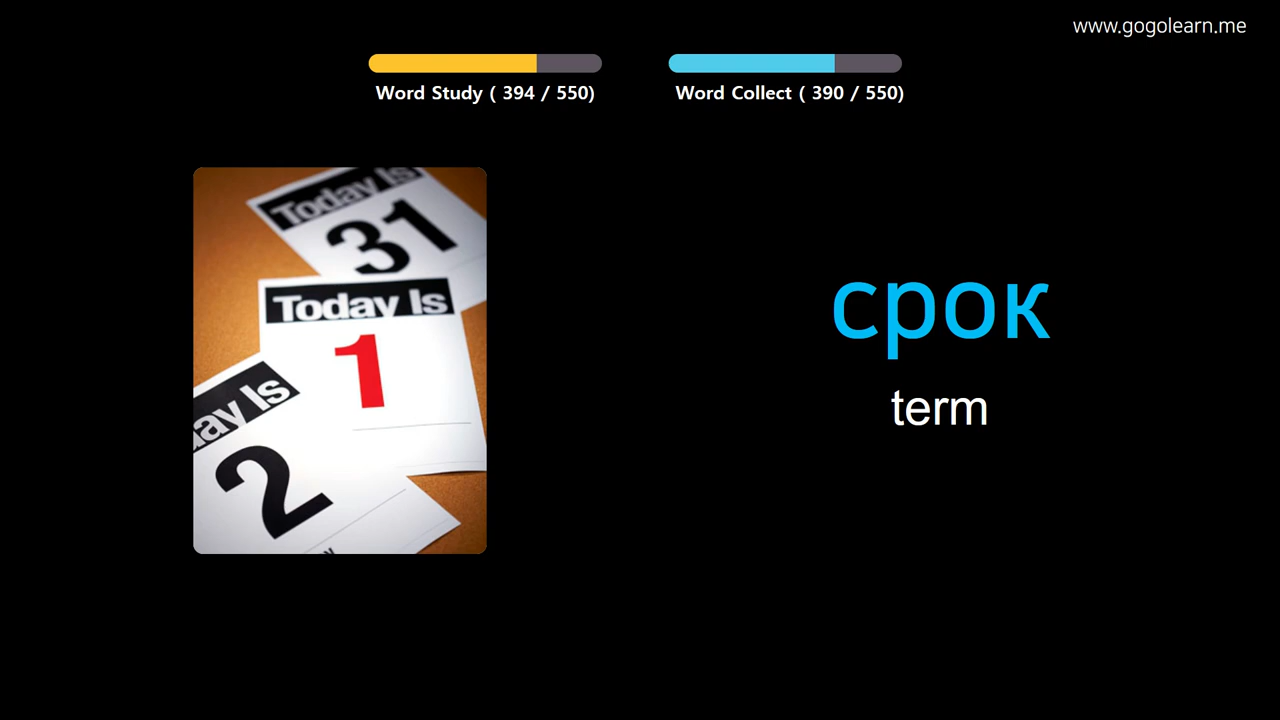 www.gogolearn.me
Word Study ( 394 / 550)
Word Collect ( 390 / 550)
Today Is
31
Today Is
1
ay Is
2
срок
term